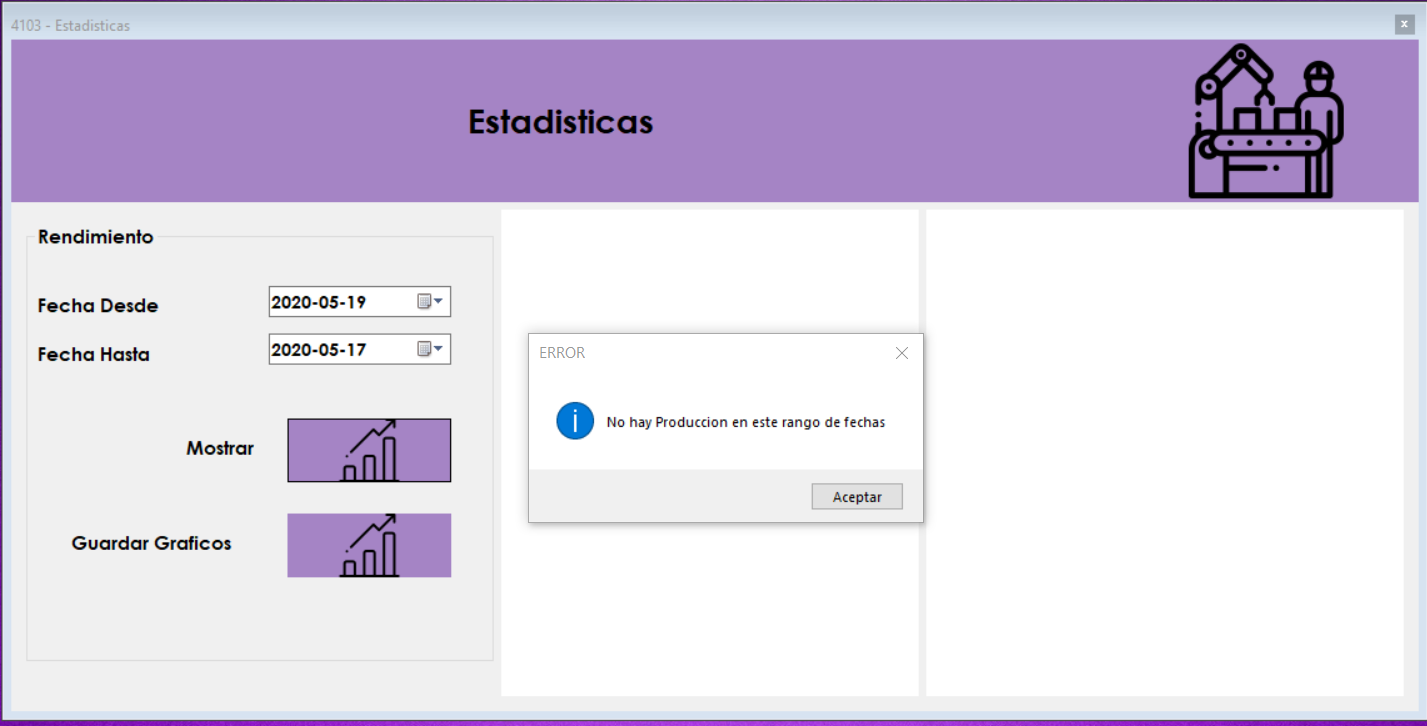 4103 - Estadisticas
Estadisticas
Rendimiento
Fecha Desde
2020-05-19
Fecha Hasta
2020-05-17
Mostrar
Guardar Graficos
ERROR
No hay Produccion en este rango de fechas
Aceptar